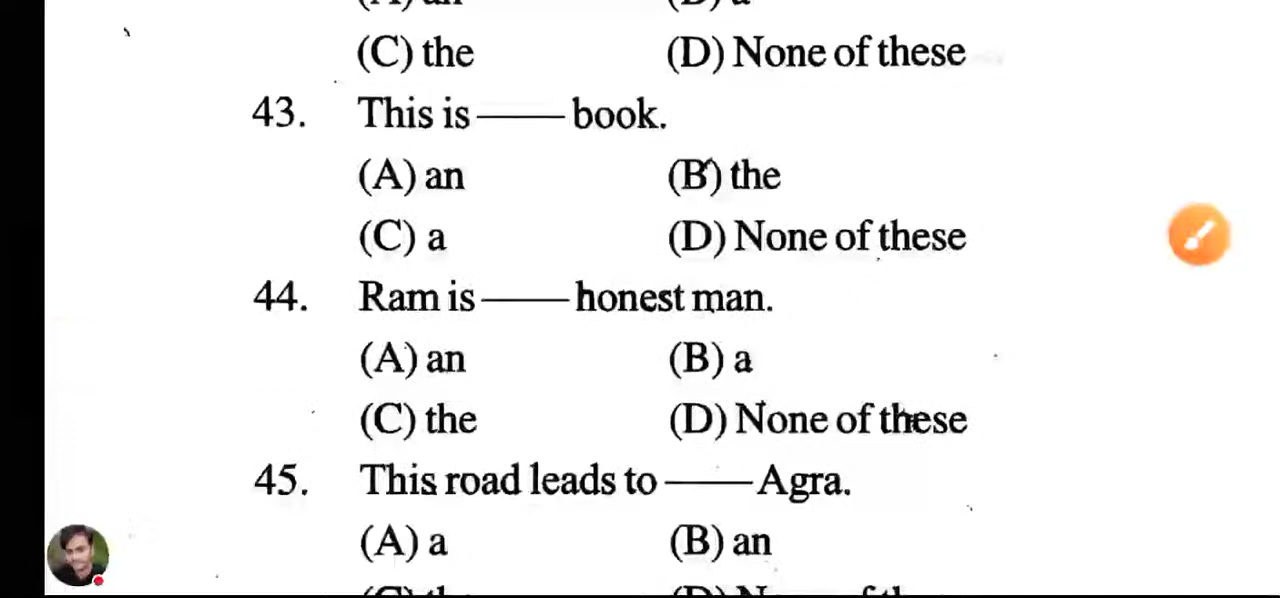 (C) the (D) None of these
43. This is —— book.
(A) an (B) the
(C) a (D) None of these
44. Ram is —— honest man.
(A) an (B) a
(C) the (D) None of these
45. This road leads to —— Agra.
(A) a (B) an